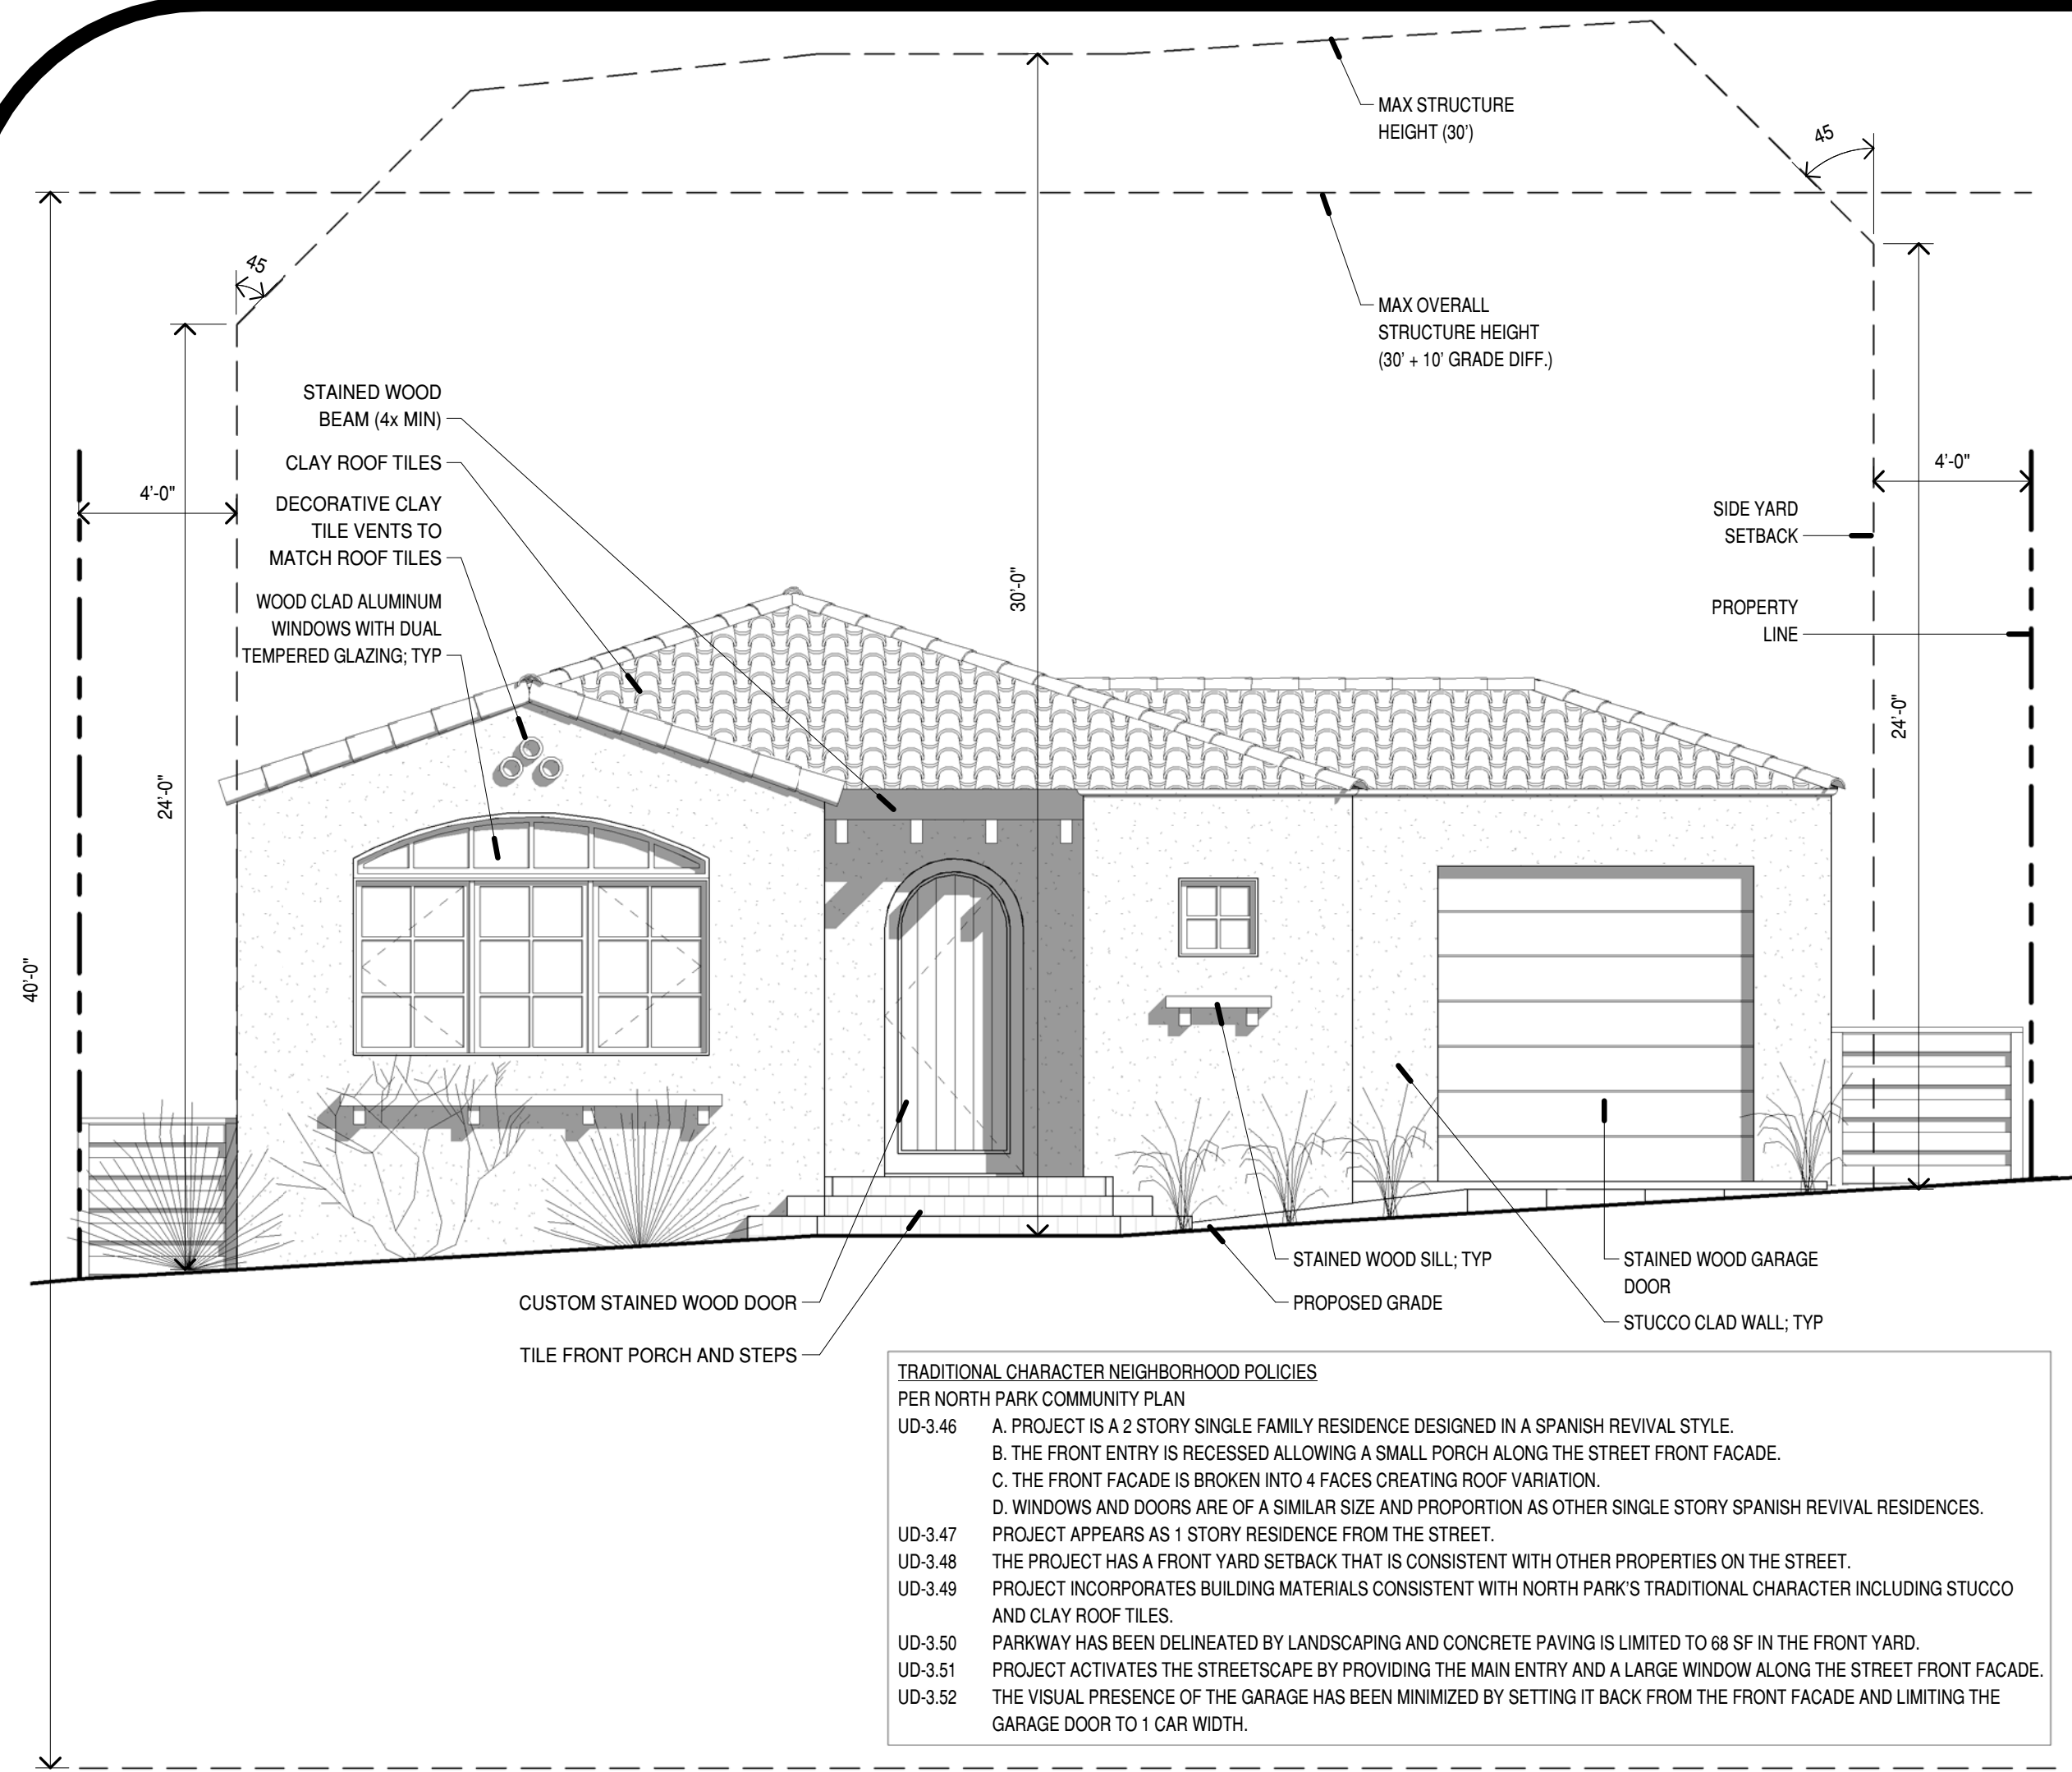 MAX STRUCTURE
HEIGHT (30')
45
45
MAX OVERALL
STRUCTURE HEIGHT
(30' + 10' GRADE DIFF.)
STAINED WOOD
BEAM (4x MIN)
CLAY ROOF TILES
4'-0"
4'-0"
DECORATIVE CLAY
TILE VENTS TO
MATCH ROOF TILES
SIDE YARD
SETBACK
30'-0"
WOOD CLAD ALUMINUM
WINDOWS WITH DUAL
TEMPERED GLAZING; TYP
PROPERTY
LINE
24'-0"
24'-0"
40'-0"
STAINED WOOD SILL; TYP
STAINED WOOD GARAGE
DOOR
CUSTOM STAINED WOOD DOOR
PROPOSED GRADE
STUCCO CLAD WALL; TYP
TILE FRONT PORCH AND STEPS
TRADITIONAL CHARACTER NEIGHBORHOOD POLICIES
PER NORTH PARK COMMUNITY PLAN
UD-3.46 A. PROJECT IS A 2 STORY SINGLE FAMILY RESIDENCE DESIGNED IN A SPANISH REVIVAL STYLE.
B. THE FRONT ENTRY IS RECESSED ALLOWING A SMALL PORCH ALONG THE STREET FRONT FACADE.
C. THE FRONT FACADE IS BROKEN INTO 4 FACES CREATING ROOF VARIATION.
D. WINDOWS AND DOORS ARE OF A SIMILAR SIZE AND PROPORTION AS OTHER SINGLE STORY SPANISH REVIVAL RESIDENCES.
UD-3.47 PROJECT APPEARS AS 1 STORY RESIDENCE FROM THE STREET.
UD-3.48 THE PROJECT HAS A FRONT YARD SETBACK THAT IS CONSISTENT WITH OTHER PROPERTIES ON THE STREET.
UD-3.49 PROJECT INCORPORATES BUILDING MATERIALS CONSISTENT WITH NORTH PARK'S TRADITIONAL CHARACTER INCLUDING STUCCO
AND CLAY ROOF TILES.
UD-3.50 PARKWAY HAS BEEN DELINEATED BY LANDSCAPING AND CONCRETE PAVING IS LIMITED TO 68 SF IN THE FRONT YARD.
UD-3.51 PROJECT ACTIVATES THE STREETSCAPE BY PROVIDING THE MAIN ENTRY AND A LARGE WINDOW ALONG THE STREET FRONT FACADE.
UD-3.52 THE VISUAL PRESENCE OF THE GARAGE HAS BEEN MINIMIZED BY SETTING IT BACK FROM THE FRONT FACADE AND LIMITING THE
GARAGE DOOR TO 1 CAR WIDTH.